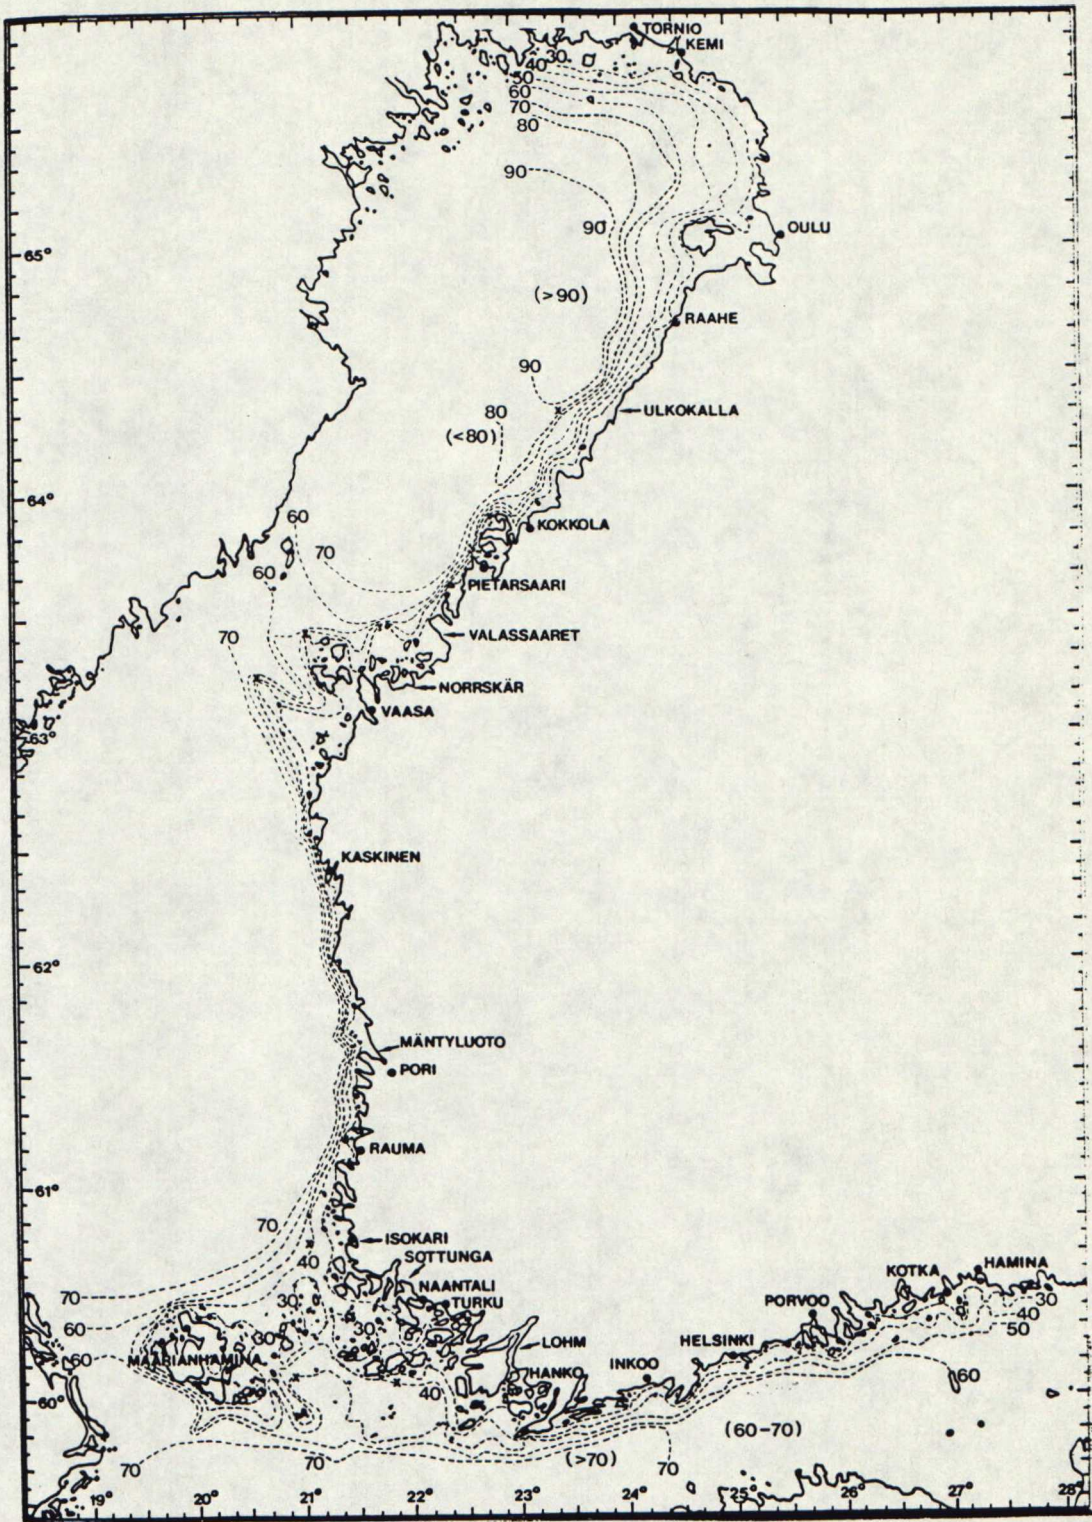 TORNIO
KEMI
30
40
50
60
70
80
90
90
OULU
65°
(>90)
RAAHE
90
80
ULKOKALLA
(<80)
64°
60
KOKKOLA
70
60
PIETARSAARI
70
VALASSAARET
NORRSKÄR
VAASA
63°
KASKINEN
62°
MÄNTYLUOTO
PORI
RAUMA
61°
70
ISOKARI
40
SOTTUNGA
HAMINA
KOTKA
NAANTALI
70
30
TURKU
PORVOO
30
40
50
60
30
30
HELSINKI
LOHM
60
MAARIANHAMINA
HANKO
INKOO
60
40
60°
(60-70)
70
70
(>70)
70
19° 20° 21° 22° 23° 24° 25° 26° 27° 28°